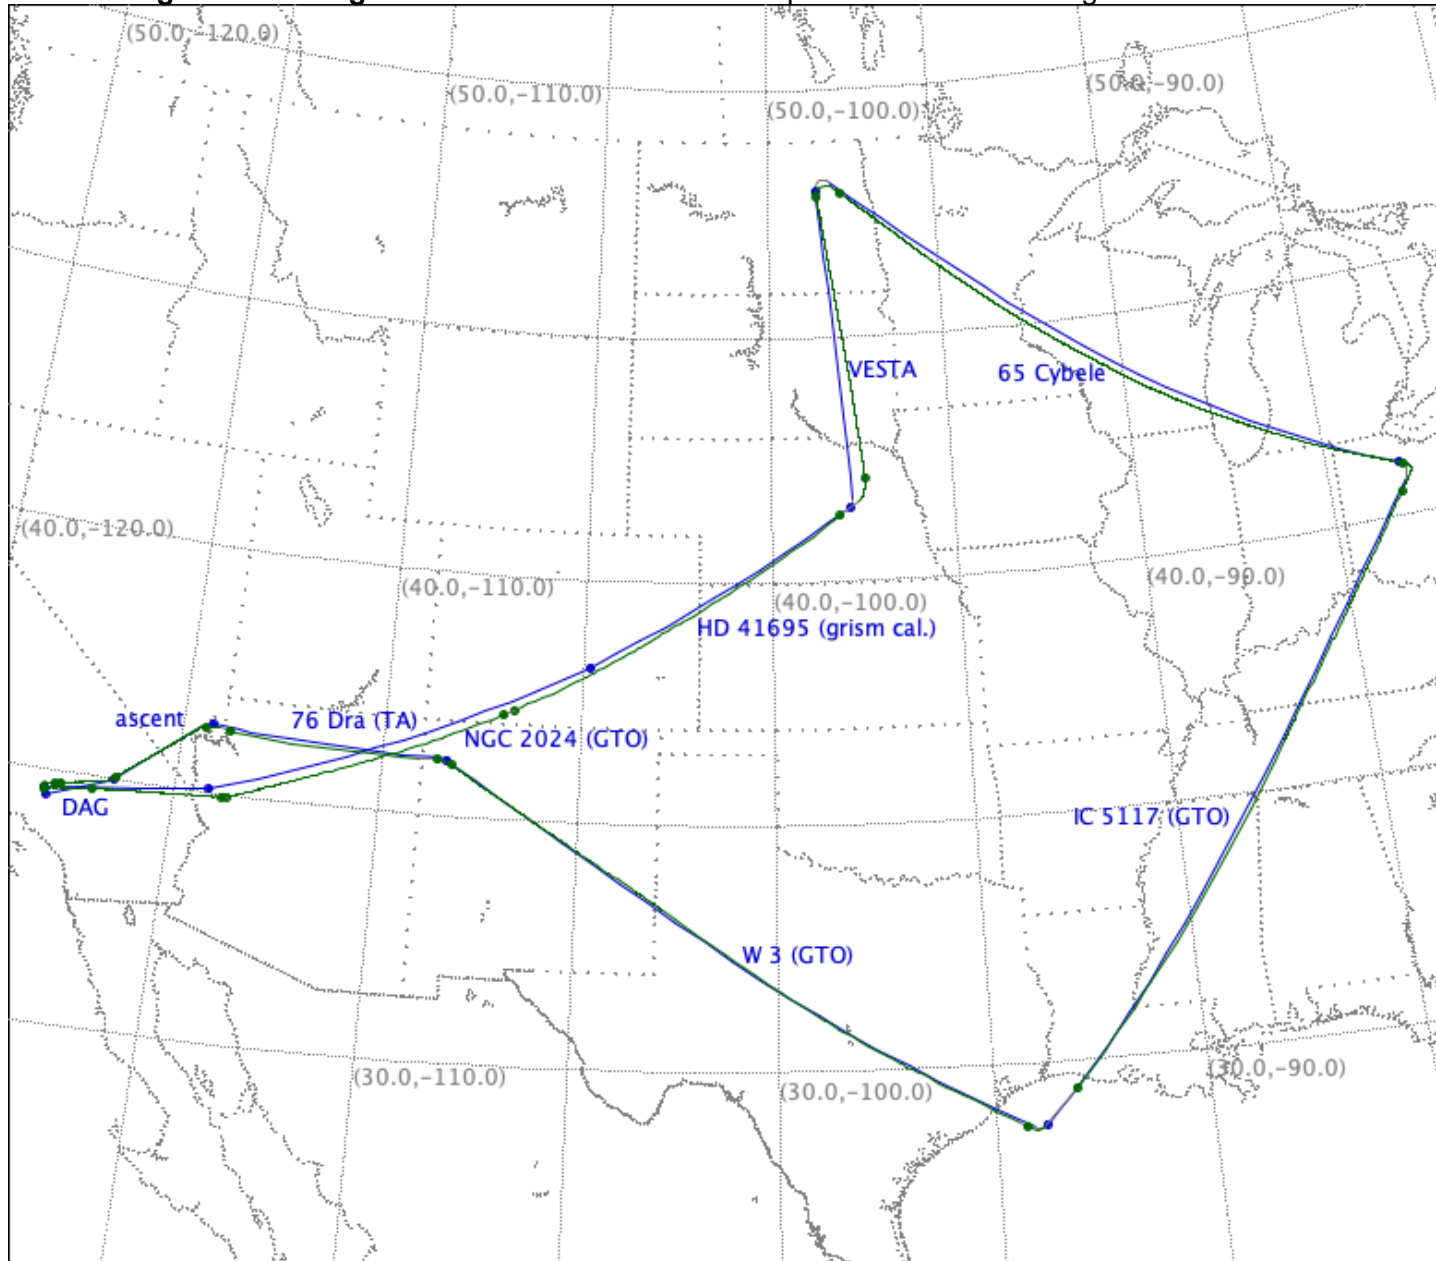 (50.0,−120.0)
(50.0,−110.0)
(50.0,−100.0)
(50.0,−90.0)
VESTA
65 Cybele
(40.0,−120.0)
(40.0,−110.0)
(40.0,−100.0)
(40.0,−90.0)
HD 41695 (grism cal.)
ascent
76 Dra (TA)
NGC 2024 (GTO)
DAG
IC 5117 (GTO)
W 3 (GTO)
(30.0,−110.0)
(30.0,−100.0)
(30.0,−90.0)